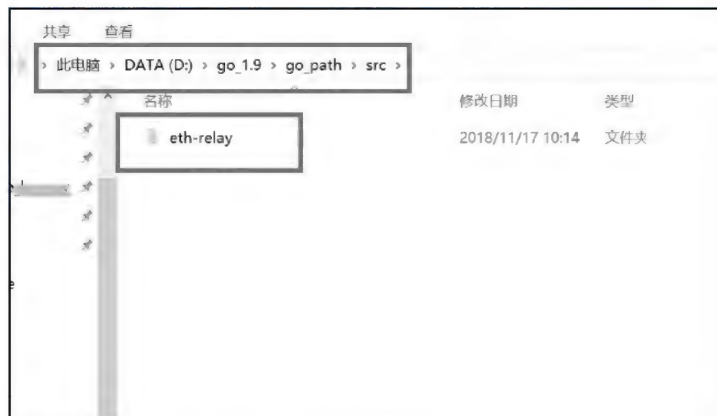 共享 查看
› 此电脑 › DATA (D:) › go_1.9 › go_path › src ›
名称 修改日期 类型
eth-relay 2018/11/17 10:14 文件夹
e